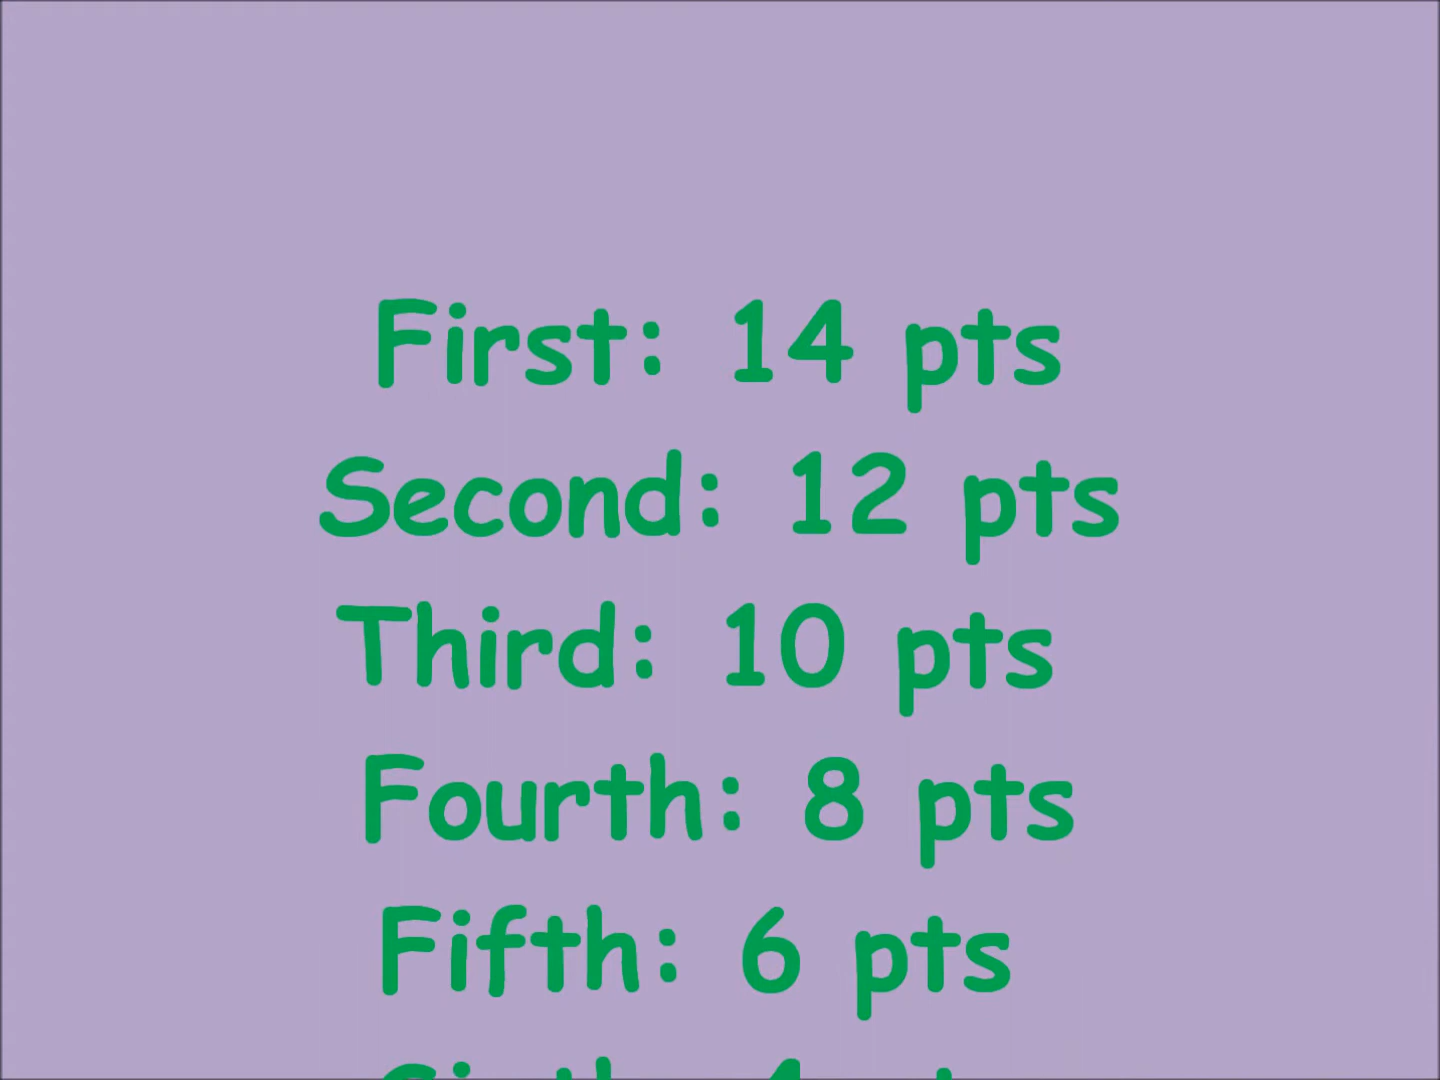 First: 14 pts
Second: 12 pts
Third: 10 pts
Fourth: 8 pts
Fifth: 6 pts